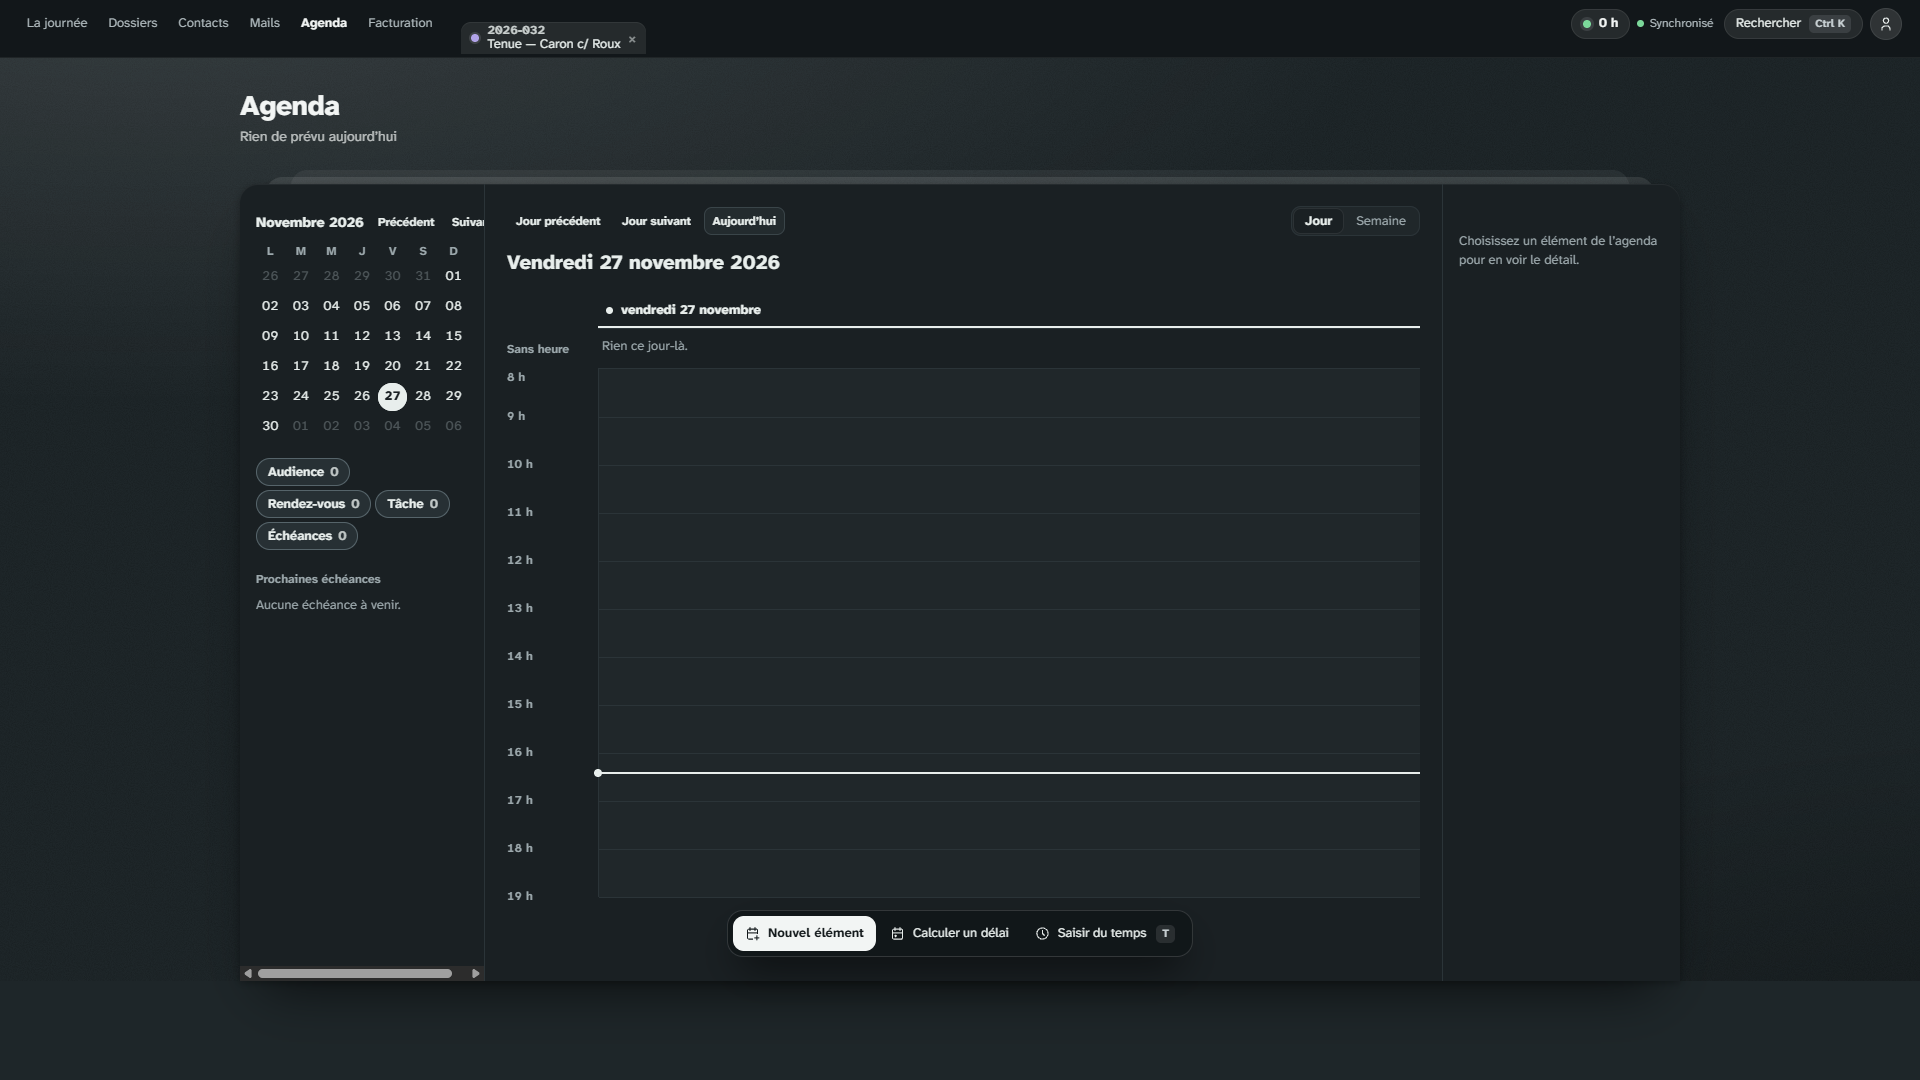 La journée Dossiers Contacts Mails Agenda Facturation
2026-032
Tenue — Caron c/ Roux ×
0 h Synchronisé Rechercher Ctrl K
Agenda
Rien de prévu aujourd'hui
Novembre 2026 Précédent Suivan
L M M J V S D
26 27 28 29 30 31 01
02 03 04 05 06 07 08
09 10 11 12 13 14 15
16 17 18 19 20 21 22
23 24 25 26 27 28 29
30 01 02 03 04 05 06
Audience 0
Rendez-vous 0 Tâche 0
Échéances 0
Prochaines échéances
Aucune échéance à venir.
Jour précédent Jour suivant Aujourd'hui Jour Semaine
Vendredi 27 novembre 2026
vendredi 27 novembre
Sans heure Rien ce jour-là.
8 h
9 h
10 h
11 h
12 h
13 h
14 h
15 h
16 h
17 h
18 h
19 h
Nouvel élément Calculer un délai Saisir du temps T
Choisissez un élément de l'agenda
pour en voir le détail.